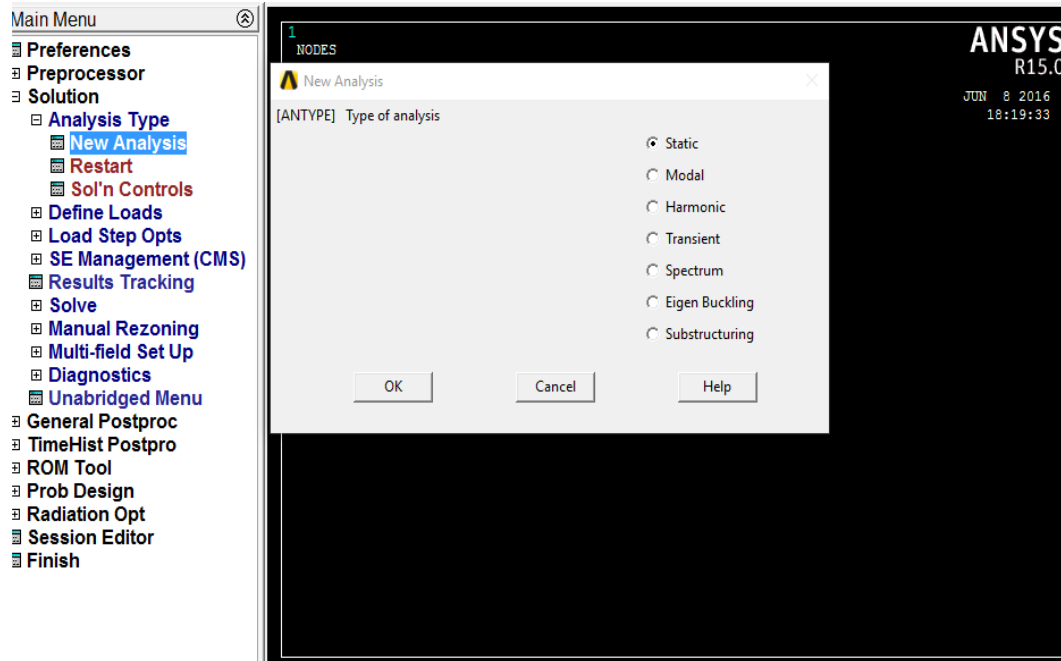 Main Menu
Preferences
Preprocessor
Solution
Analysis Type
New Analysis
Restart
Sol'n Controls
Define Loads
Load Step Opts
SE Management (CMS)
Results Tracking
Solve
Manual Rezoning
Multi-field Set Up
Diagnostics
Unabridged Menu
General Postproc
TimeHist Postpro
ROM Tool
Prob Design
Radiation Opt
Session Editor
Finish
1
NODES
ANSYS
R15.0
JUN 8 2016
18:19:33
New Analysis
[ANTYPE] Type of analysis
Static
Modal
Harmonic
Transient
Spectrum
Eigen Buckling
Substructuring
OK Cancel Help